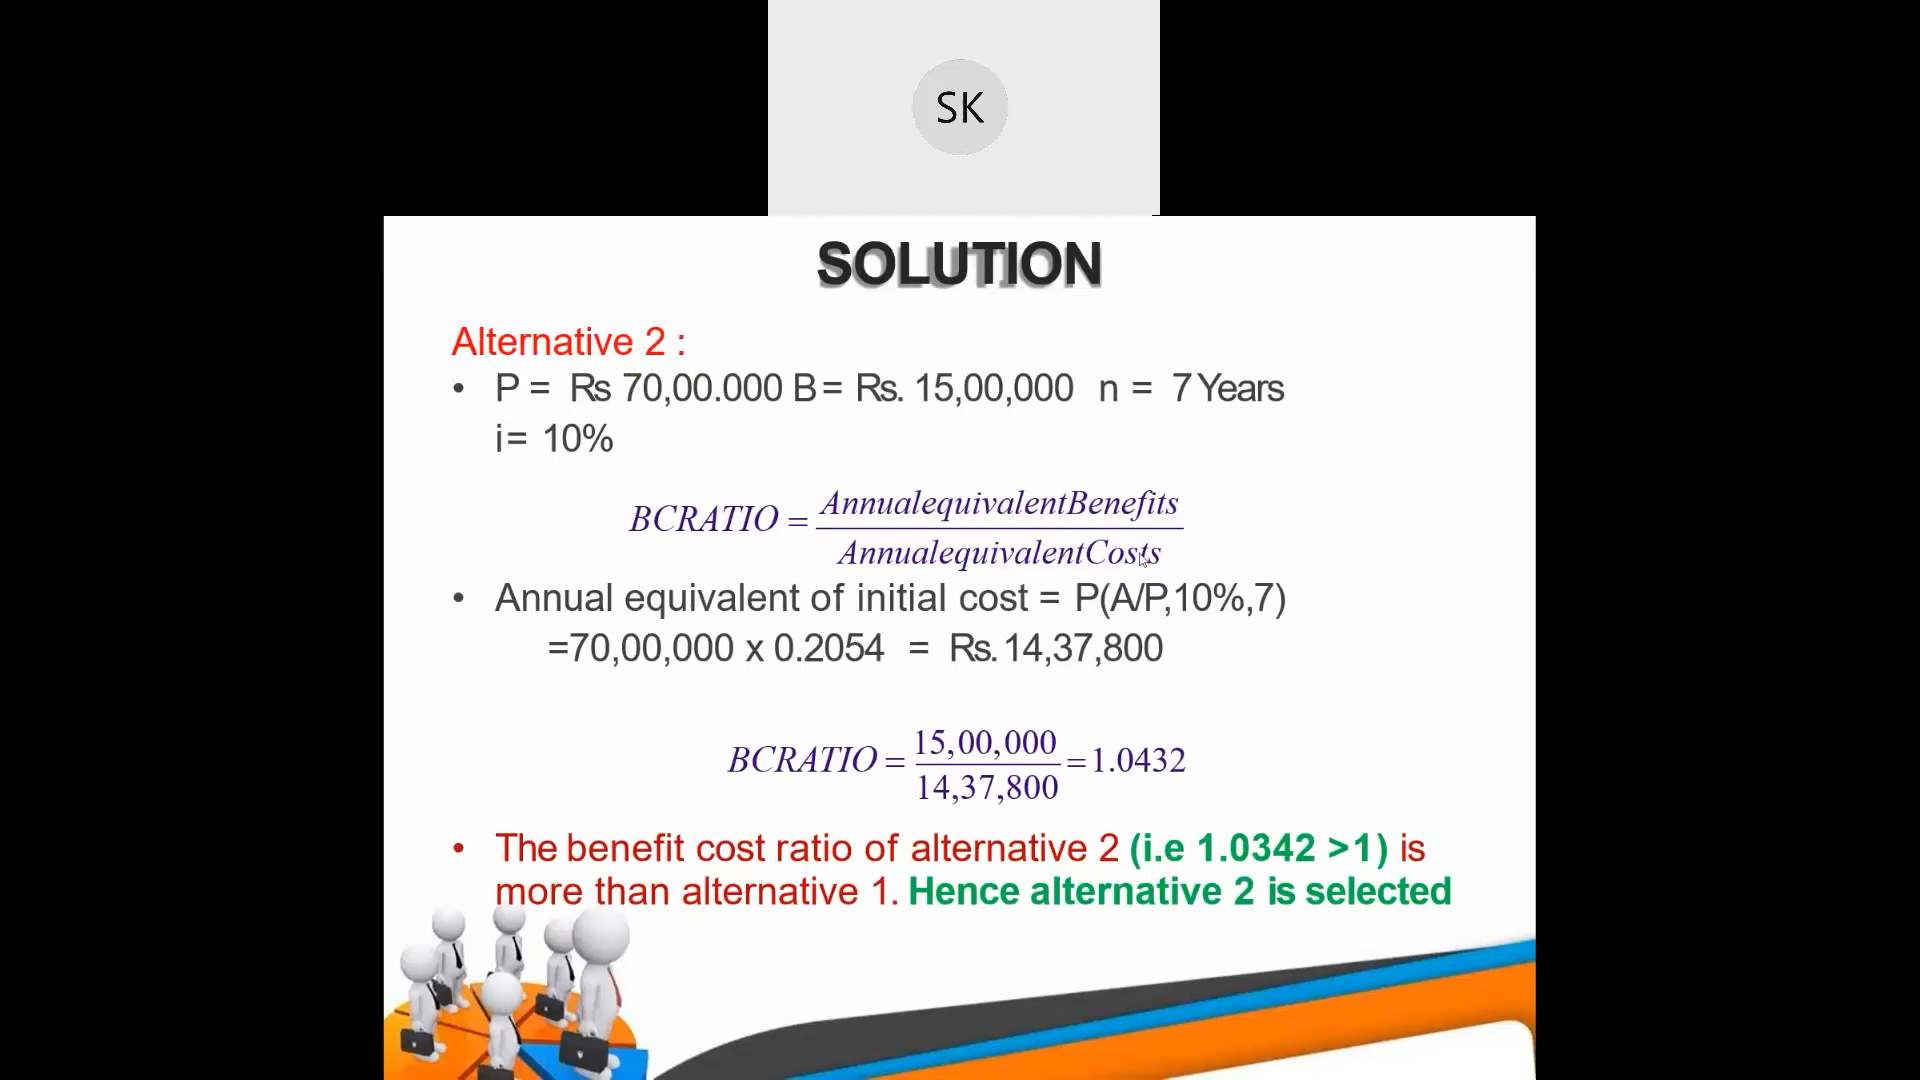 SK
SOLUTION
Alternative 2 :
• P = Rs 70,00.000 B= Rs. 15,00,000 n = 7 Years
i= 10%
BCRATIO = AnnualequivalentBenefits
AnnualequivalentCosts
• Annual equivalent of initial cost = P(A/P,10%,7)
=70,00,000 x 0.2054 = Rs. 14,37,800
BCRATIO = 15,00,000 = 1.0432
14,37,800
• The benefit cost ratio of alternative 2 (i.e 1.0342 >1) is
more than alternative 1. Hence alternative 2 is selected